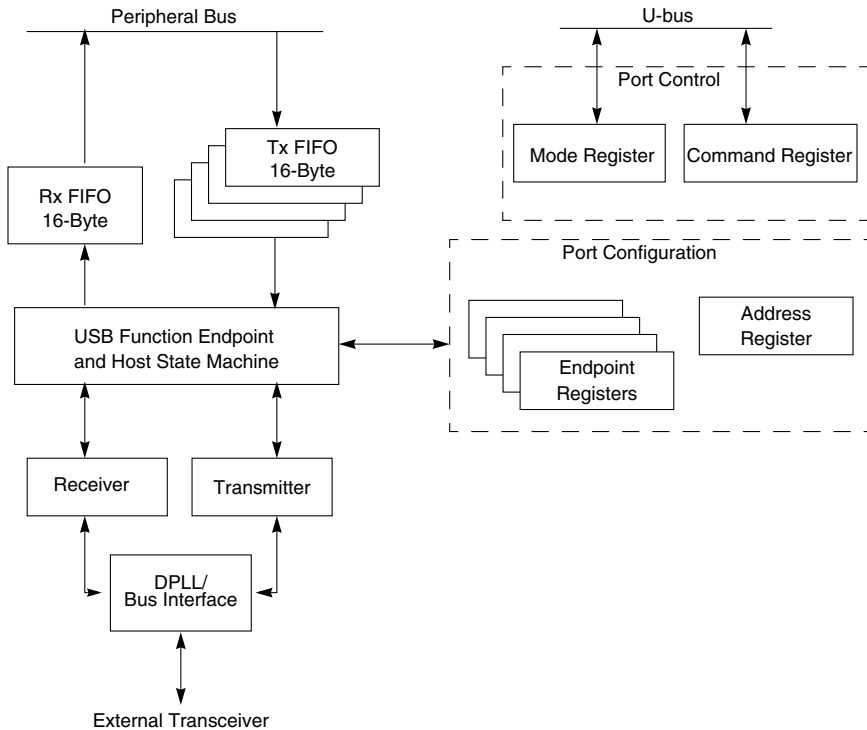 Peripheral Bus
U-bus
Port Control
Tx FIFO
16-Byte
Mode Register
Command Register
Rx FIFO
16-Byte
Port Configuration
USB Function Endpoint
and Host State Machine
Address
Register
Endpoint
Registers
Receiver
Transmitter
DPLL/
Bus Interface
External Transceiver